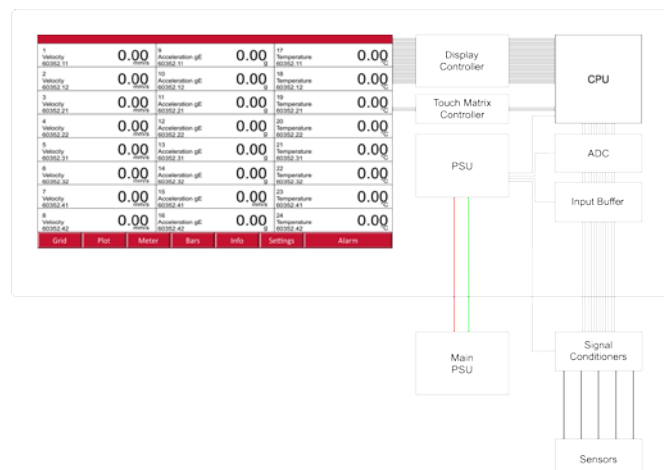 1
Velocity
60352.11
0.00
mm/s
9
Acceleration gE
60352.11
0.00
g
17
Temperature
60352.11
0.00
°C
2
Velocity
60352.12
0.00
mm/s
10
Acceleration gE
60352.12
0.00
g
18
Temperature
60352.12
0.00
°C
3
Velocity
60352.21
0.00
mm/s
11
Acceleration gE
60352.21
0.00
g
19
Temperature
60352.21
0.00
°C
4
Velocity
60352.22
0.00
mm/s
12
Acceleration gE
60352.22
0.00
g
20
Temperature
60352.22
0.00
°C
5
Velocity
60352.31
0.00
mm/s
13
Acceleration gE
60352.31
0.00
g
21
Temperature
60352.31
0.00
°C
6
Velocity
60352.32
0.00
mm/s
14
Acceleration gE
60352.32
0.00
g
22
Temperature
60352.32
0.00
°C
7
Velocity
60352.41
0.00
mm/s
15
Acceleration gE
60352.41
0.00
mm/s
23
Temperature
60352.41
0.00
°C
8
Velocity
60352.42
0.00
mm/s
16
Acceleration gE
60352.42
0.00
g
24
Temperature
60352.42
0.00
°C
Grid Plot Meter Bars Info Settings Alarm
Display
Controller
CPU
Touch Matrix
Controller
PSU
ADC
Input Buffer
Main
PSU
Signal
Conditioners
Sensors